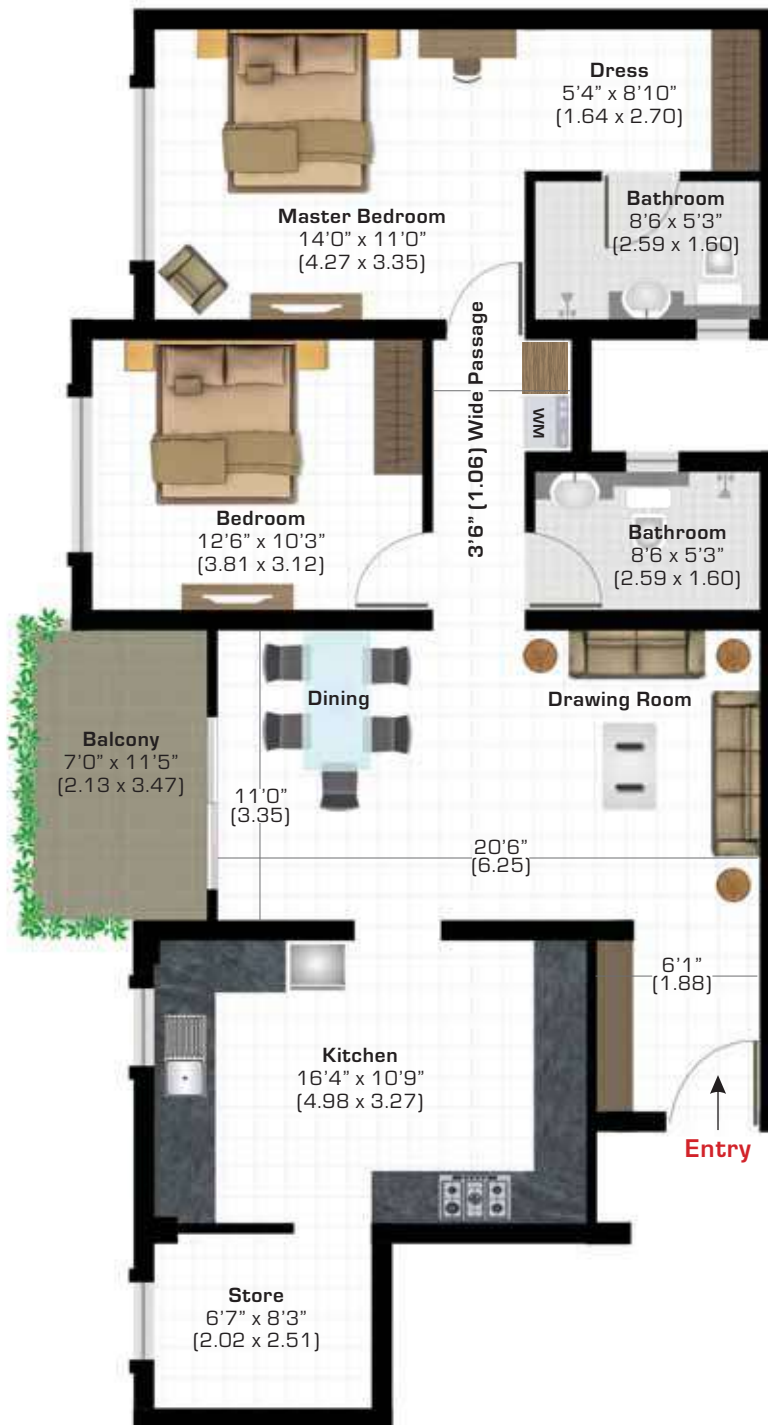 Dress
5'4" x 8'10"
(1.64 x 2.70)
Bathroom
8'6 x 5'3"
(2.59 x 1.60)
Master Bedroom
14'0" x 11'0"
(4.27 x 3.35)
3'6" (1.06) Wide Passage
WM
Bedroom
12'6" x 10'3"
(3.81 x 3.12)
Bathroom
8'6 x 5'3"
(2.59 x 1.60)
Dining
Drawing Room
Balcony
7'0" x 11'5"
(2.13 x 3.47)
11'0"
(3.35)
20'6"
(6.25)
6'1"
(1.88)
Kitchen
16'4" x 10'9"
(4.98 x 3.27)
Entry
Store
6'7" x 8'3"
(2.02 x 2.51)